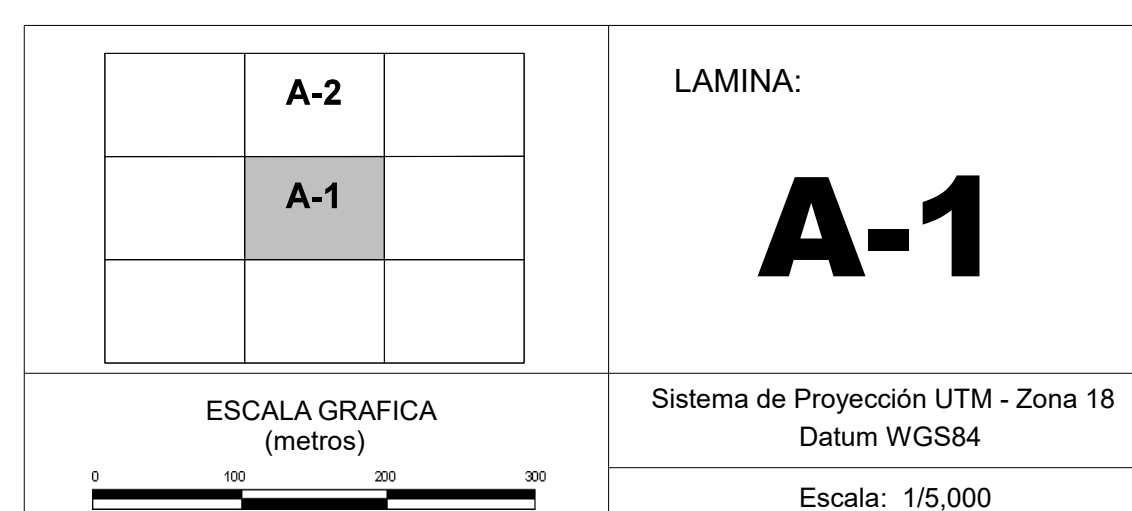 A-2
A-1
LAMINA:
A-1
ESCALA GRAFICA
(metros)
0 100 200 300
Sistema de Proyección UTM - Zona 18
Datum WGS84
Escala: 1/5,000